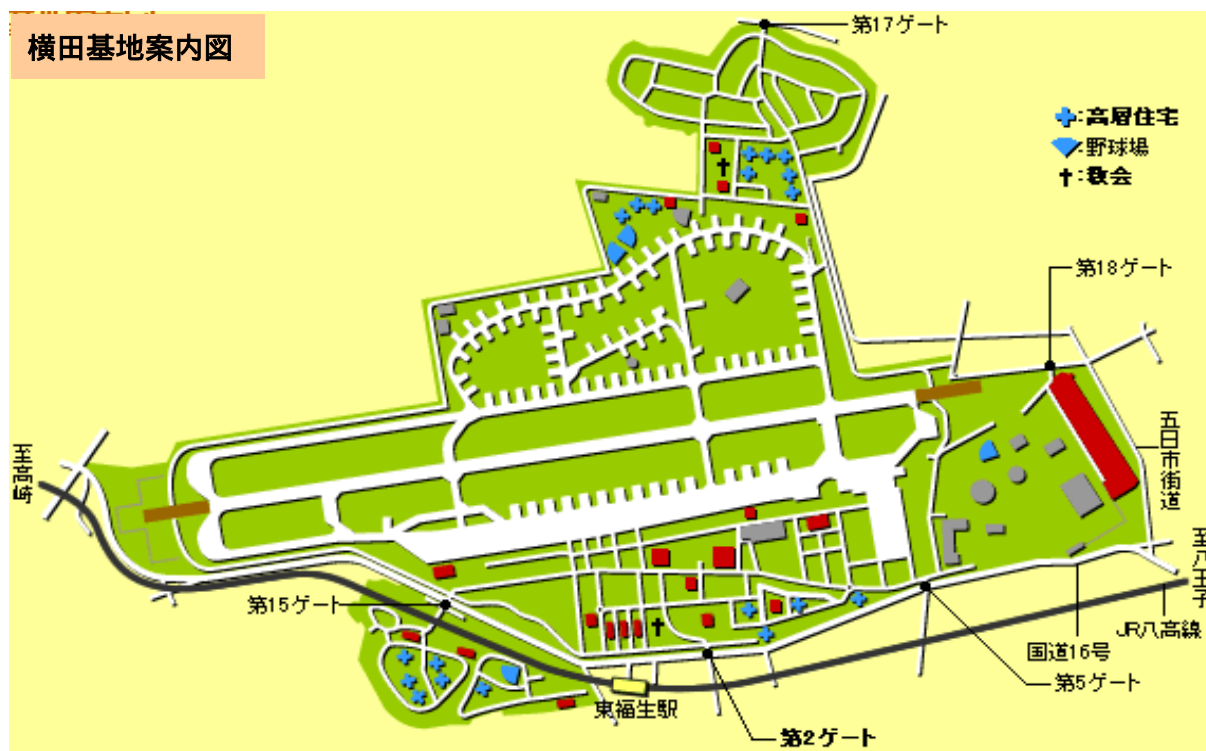 横田基地案内図
第17ゲート
✚:高層住宅
:野球場
✝:教会
第18ゲート
五日市街道
至高崎
至八王子
第15ゲート
JR八高線
国道16号
第5ゲート
東福生駅
第2ゲート